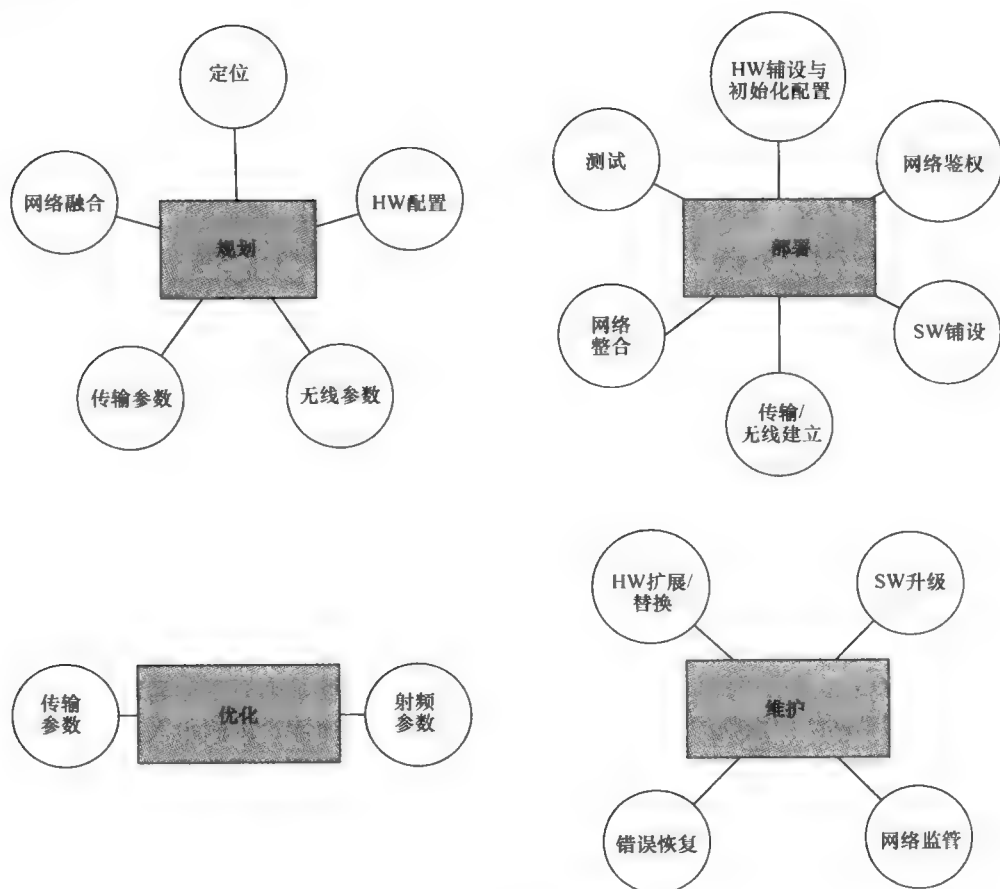 定位
网络融合
HW配置
规划
传输参数
无线参数
HW辅设与
初始化配置
测试
网络鉴权
部署
网络
整合
SW铺设
传输/
无线建立
传输
参数
优化
射频
参数
HW扩展/
替换
SW升级
维护
错误恢复
网络监管